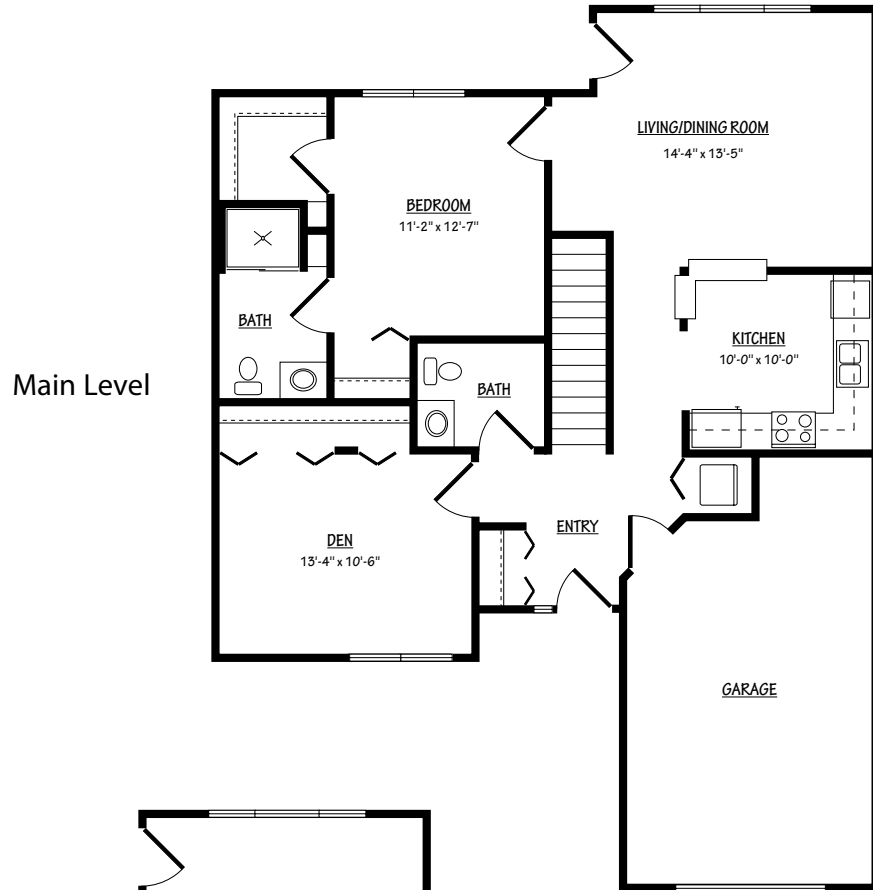 LIVING/DINING ROOM
14'-4" x 13'-5"
BEDROOM
11'-2" x 12'-7"
BATH
KITCHEN
10'-0" x 10'-0"
Main Level
BATH
ENTRY
DEN
13'-4" x 10'-6"
GARAGE